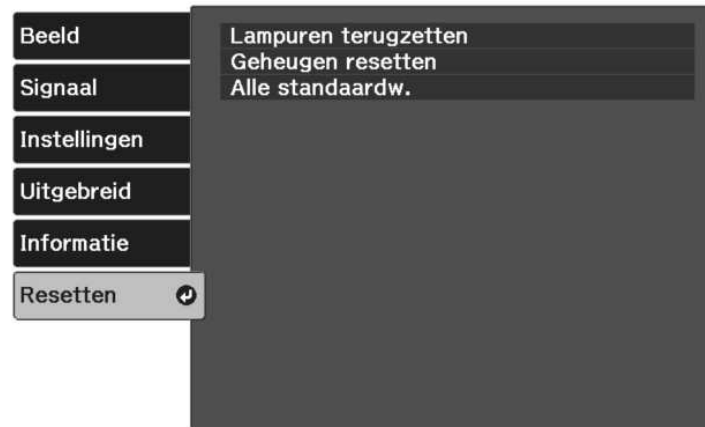 Beeld
Signaal
Instellingen
Uitgebreid
Informatie
Resetten
Lampuren terugzetten
Geheugen resetten
Alle standaardw.